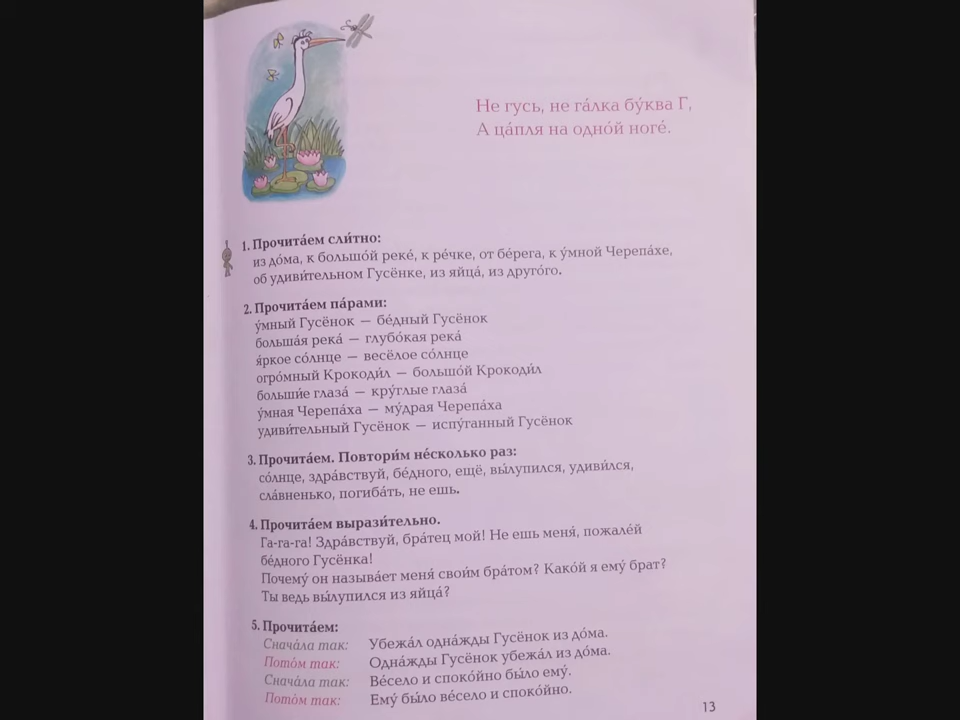 Не гусь, не га́лка бу́ква Г,
А ца́пля на одно́й ноге́.
1. Прочита́ем сли́тно:
из до́ма, к большо́й реке́, к ре́чке, от бе́рега, к у́мной Черепа́хе,
об удиви́тельном Гусёнке, из яйца́, из друго́го.
2. Прочита́ем па́рами:
у́мный Гусёнок — бе́дный Гусёнок
больша́я река́ — глубо́кая река́
я́ркое со́лнце — весёлое со́лнце
огро́мный Крокоди́л — большо́й Крокоди́л
больши́е глаза́ — кру́глые глаза́
у́мная Черепа́ха — му́драя Черепа́ха
удиви́тельный Гусёнок — испу́ганный Гусёнок
3. Прочита́ем. Повтори́м не́сколько раз:
со́лнце, здра́вствуй, бе́дного, ещё, вы́лупился, удиви́лся,
сла́вненько, погиба́ть, не ешь.
4. Прочита́ем вырази́тельно.
Га-га-га! Здра́вствуй, бра́тец мой! Не ешь меня́, пожале́й
бе́дного Гусёнка!
Почему́ он называ́ет меня́ свои́м бра́том? Како́й я ему́ брат?
Ты ведь вы́лупился из яйца́?
5. Прочита́ем:
Снача́ла так: Убежа́л одна́жды Гусёнок из до́ма.
Пото́м так: Одна́жды Гусёнок убежа́л из до́ма.
Снача́ла так: Ве́село и споко́йно бы́ло ему́.
Пото́м так: Ему́ бы́ло ве́село и споко́йно.
13